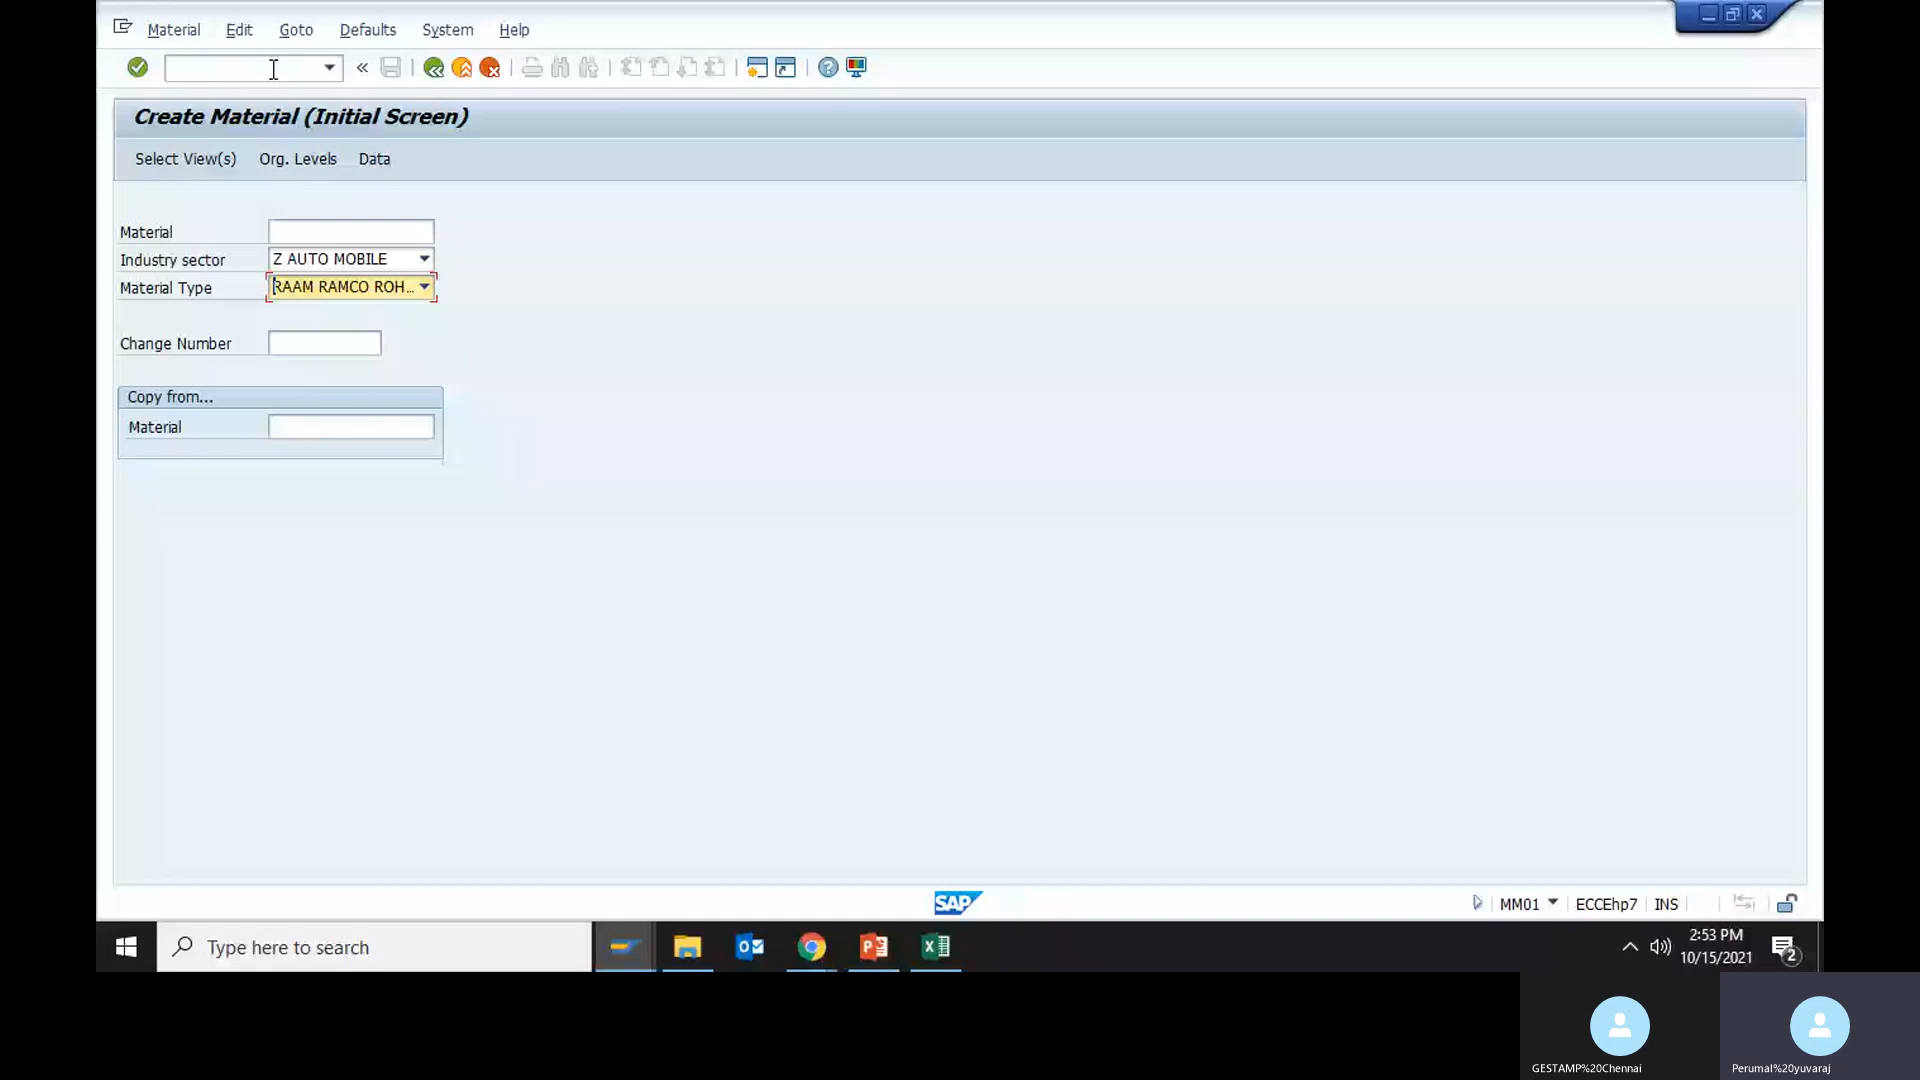 Material Edit Goto Defaults System Help
Create Material (Initial Screen)
Select View(s) Org. Levels Data
Material
Industry sector Z AUTO MOBILE
Material Type RAAM RAMCO ROH...
Change Number
Copy from...
Material
SAP
MM01 ECCEhp7 INS
Type here to search
2:53 PM
10/15/2021
2
GESTAMP%20Chennai
Perumal%20yuvaraj